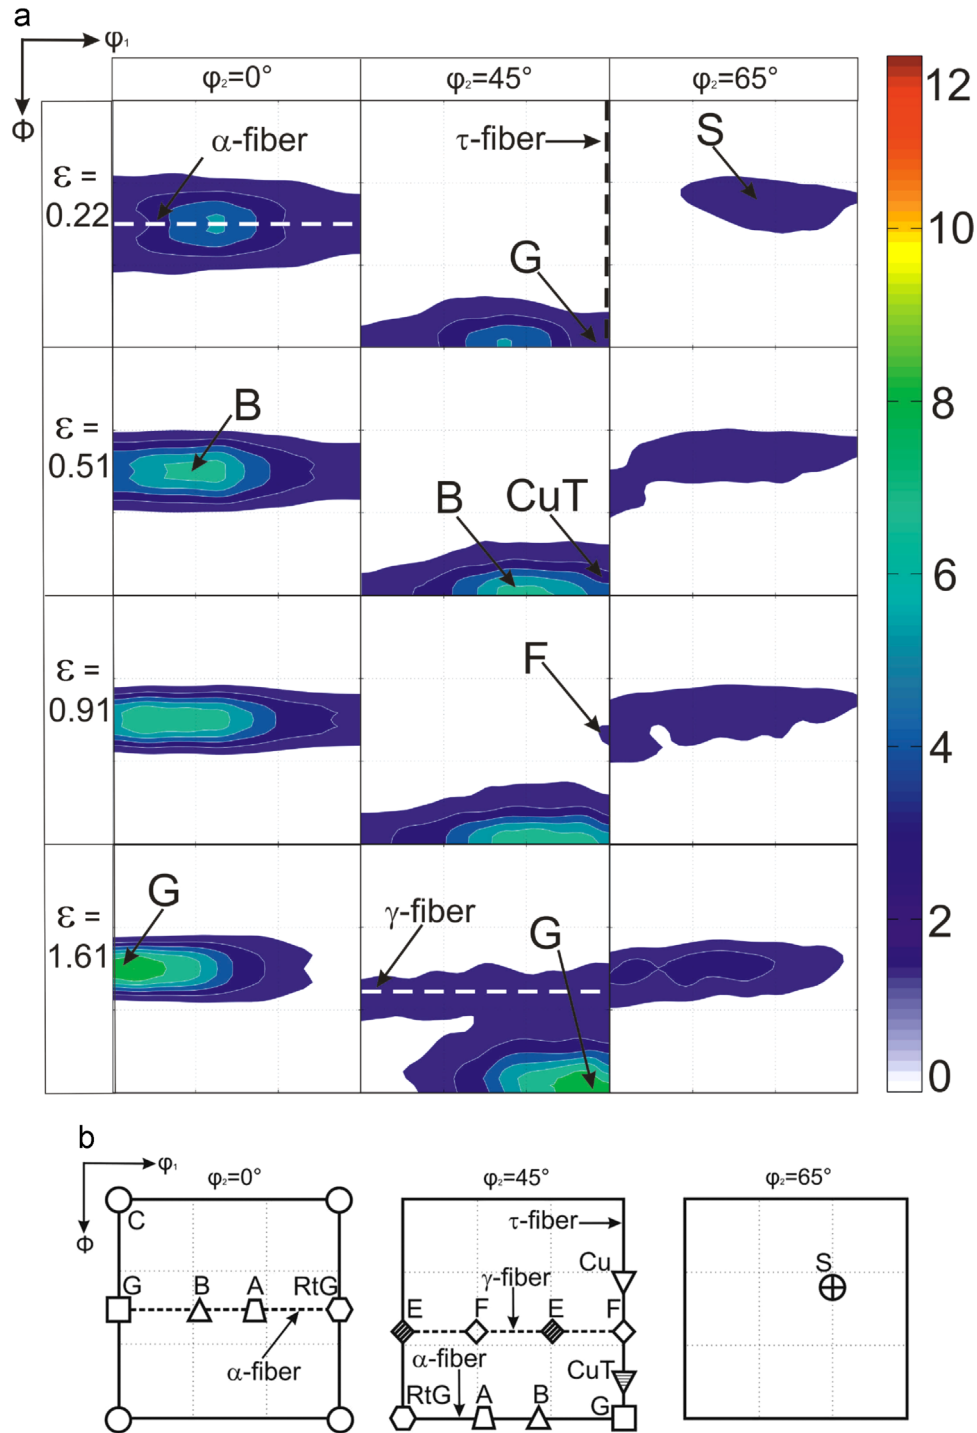 a
φ₁
Φ
φ₂=0°
φ₂=45°
φ₂=65°
ε =
0.22
α-fiber
τ-fiber
G
S
ε =
0.51
B
B
CuT
ε =
0.91
F
ε =
1.61
G
γ-fiber
G
12
10
8
6
4
2
0
b
φ₁
Φ
φ₂=0°
C
G
B
A
RtG
α-fiber
φ₂=45°
τ-fiber
Cu
γ-fiber
E
F
E
F
α-fiber
CuT
RtG
A
B
G
φ₂=65°
S